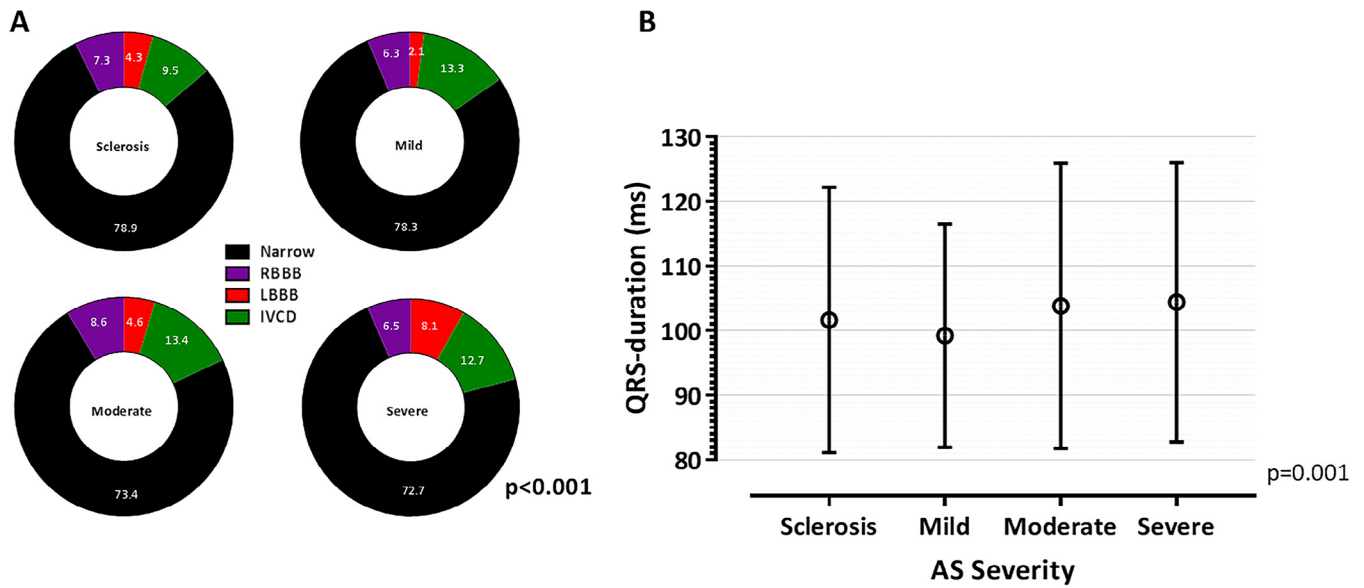 A
7.3
4.3
9.5
Sclerosis
78.9
6.3
2.1
13.3
Mild
78.3
Narrow
RBBB
LBBB
IVCD
8.6
4.6
13.4
Moderate
73.4
6.5
8.1
12.7
Severe
72.7
p<0.001
B
QRS-duration (ms)
130
120
110
100
90
80
p=0.001
Sclerosis Mild Moderate Severe
AS Severity